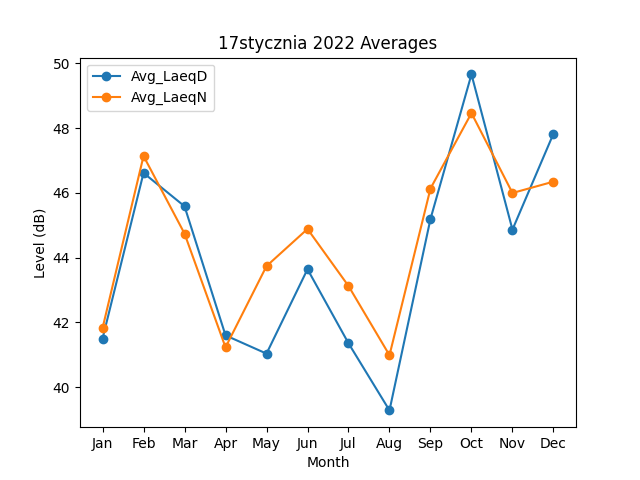 17stycznia 2022 Averages
Avg_LaeqD
Avg_LaeqN
Level (dB)
50
48
46
44
42
40
Jan Feb Mar Apr May Jun Jul Aug Sep Oct Nov Dec
Month